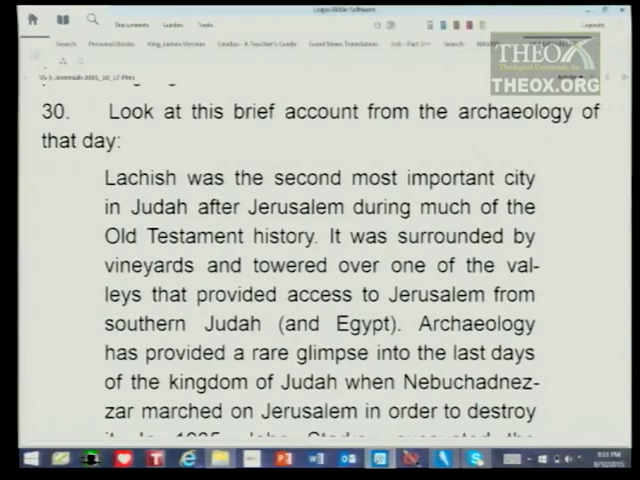 Logos Bible Software
Documents Guides Tools
Layouts
Search Personal Books King James Version Exodus - A Teacher's Guide Good News Translation Job - Part 2 Search
THEOX
THEOX.ORG
30. Look at this brief account from the archaeology of
that day:
Lachish was the second most important city
in Judah after Jerusalem during much of the
Old Testament history. It was surrounded by
vineyards and towered over one of the val-
leys that provided access to Jerusalem from
southern Judah (and Egypt). Archaeology
has provided a rare glimpse into the last days
of the kingdom of Judah when Nebuchadnez-
zar marched on Jerusalem in order to destroy